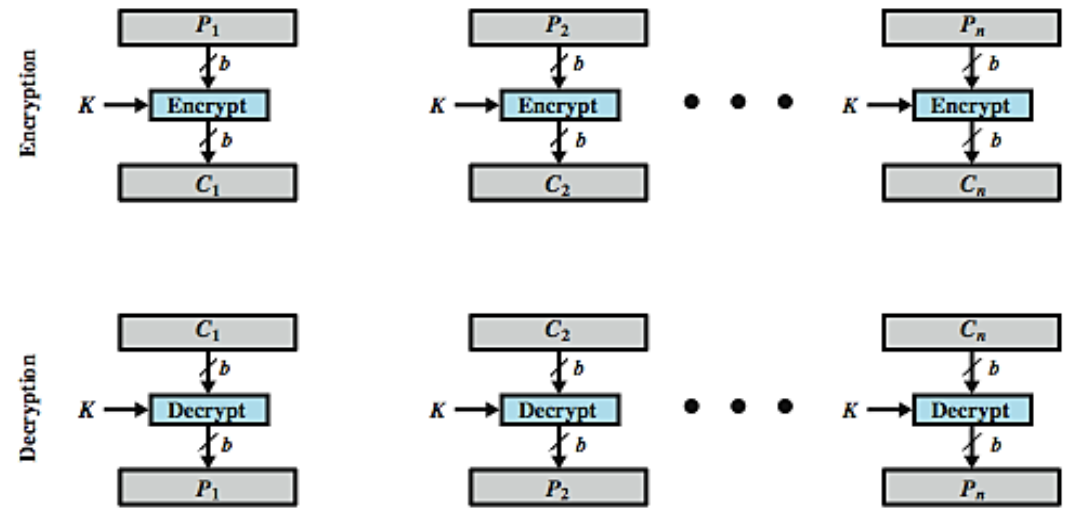 Encryption
P₁ P₂ Pₙ
b b b
K Encrypt K Encrypt K Encrypt
b b b
C₁ C₂ Cₙ
Decryption
C₁ C₂ Cₙ
b b b
K Decrypt K Decrypt K Decrypt
b b b
P₁ P₂ Pₙ